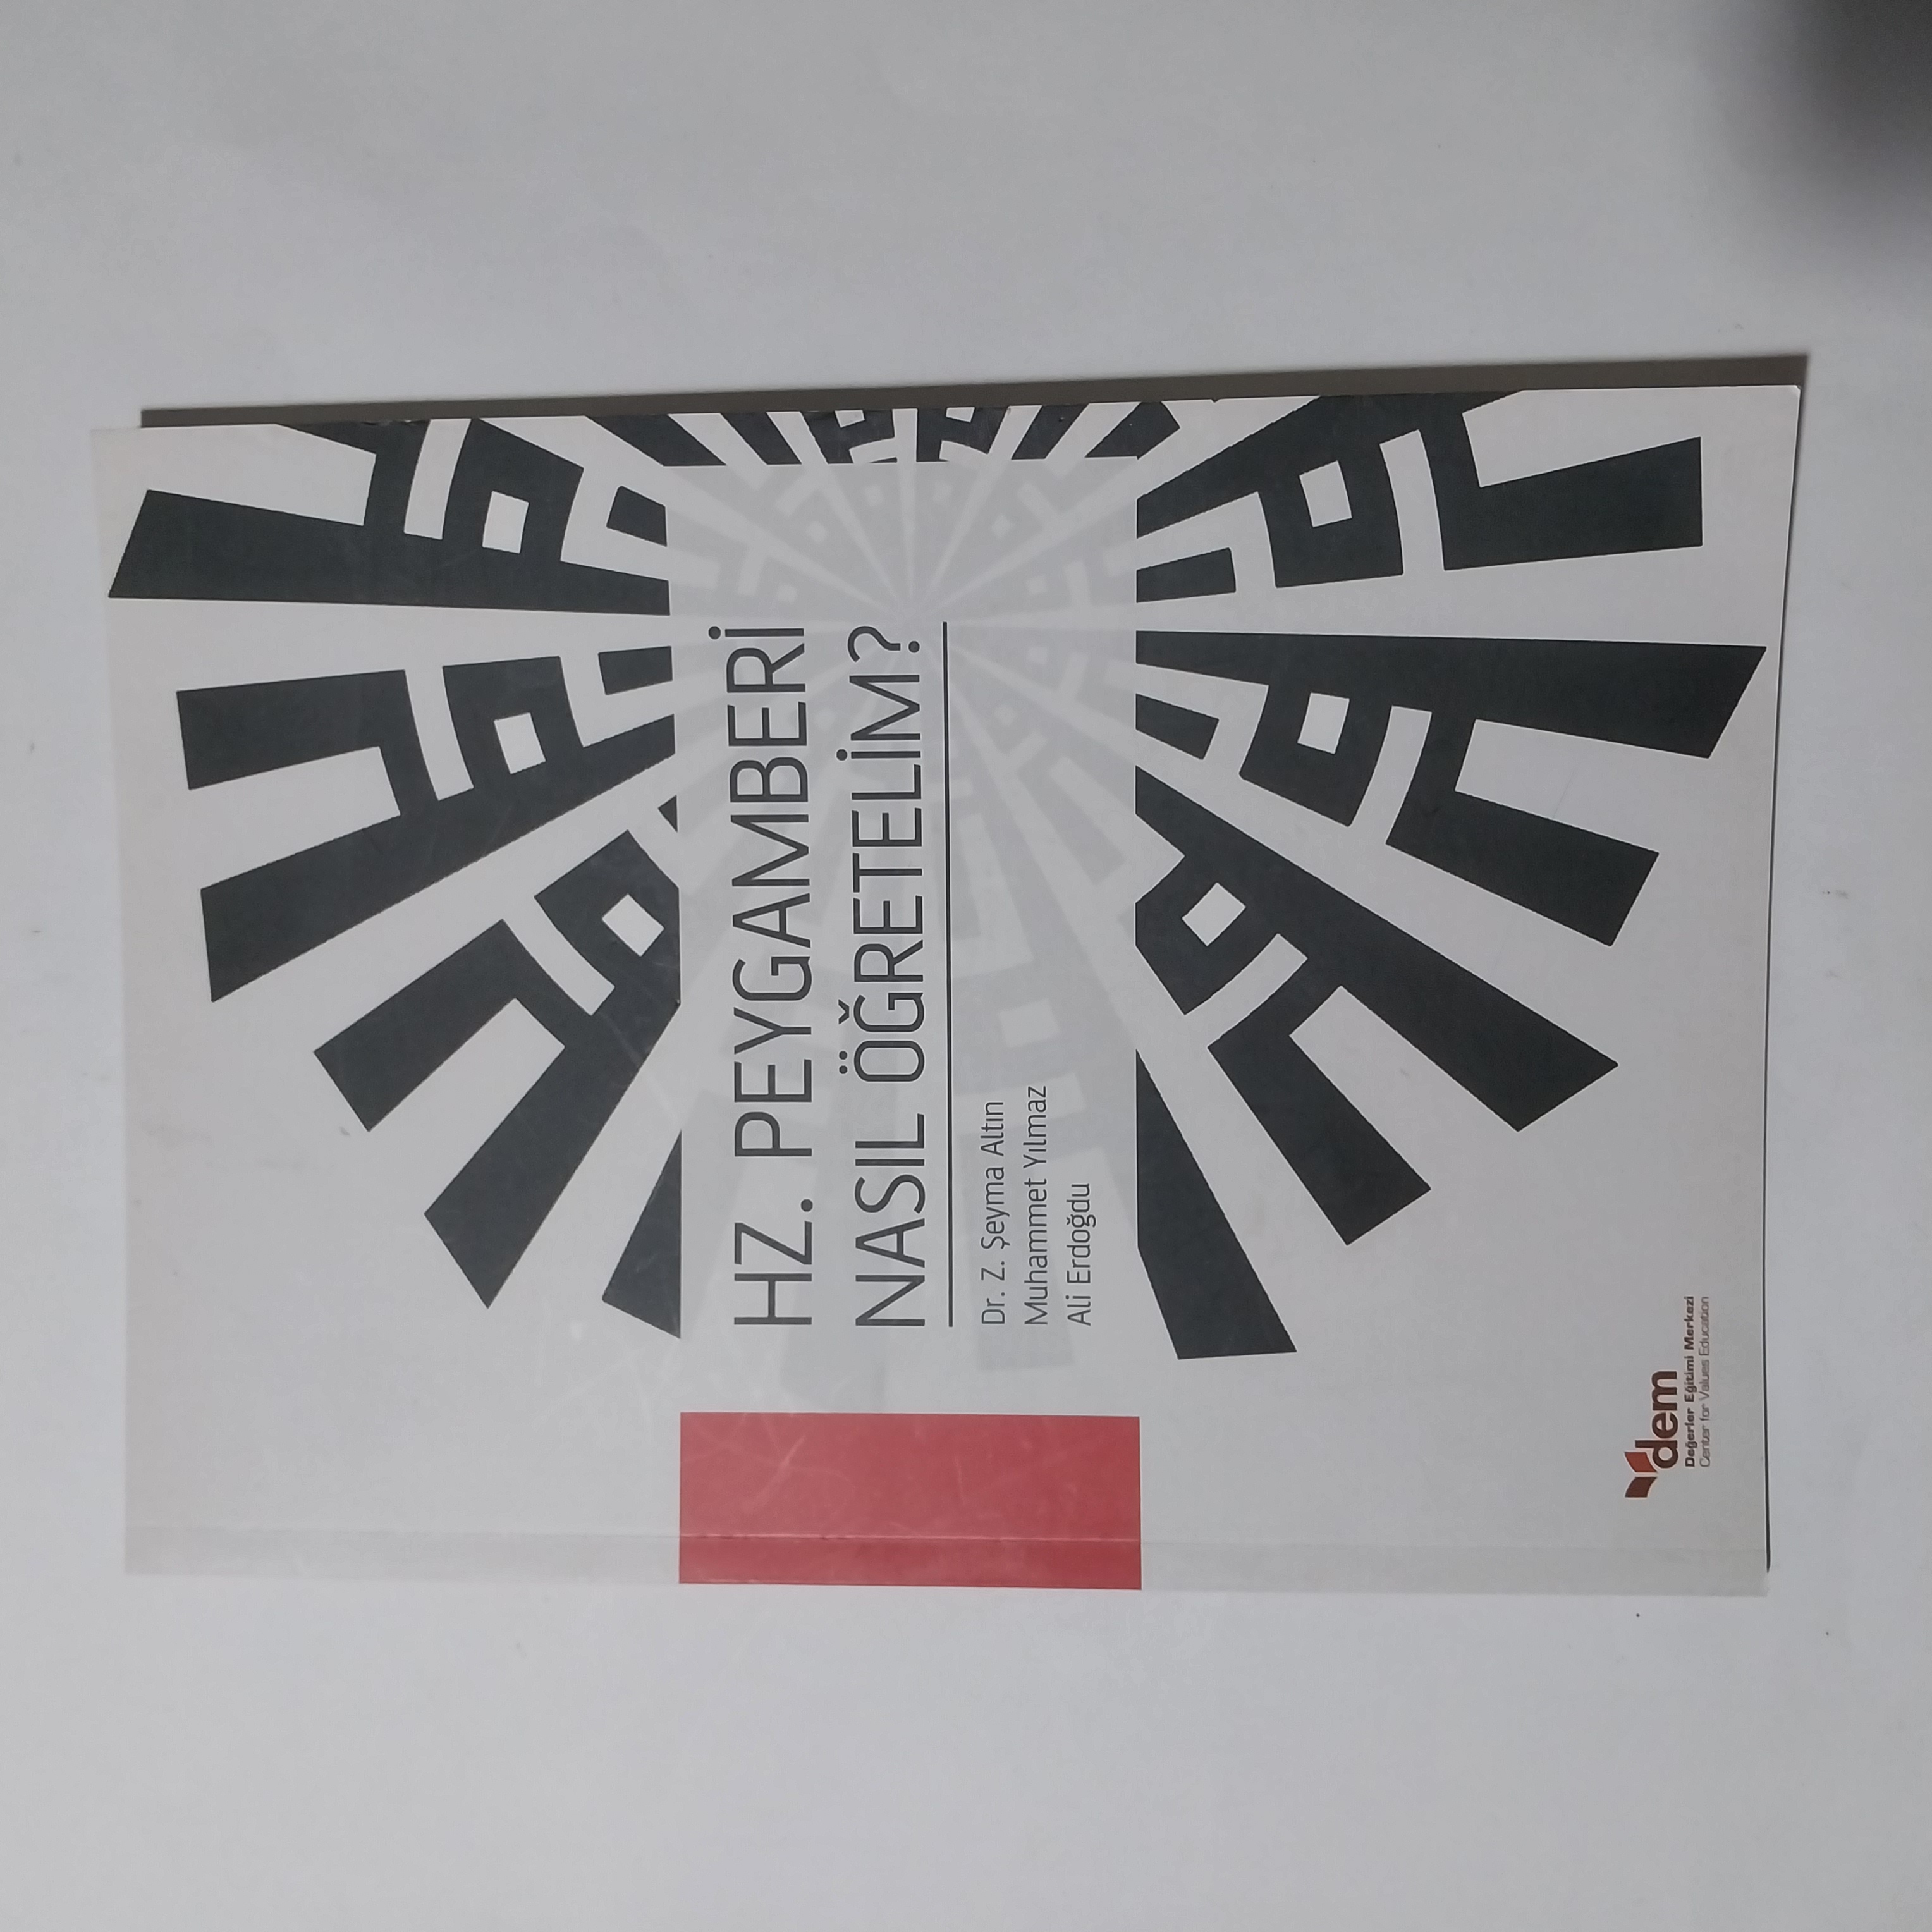 HZ. PEYGAMBERİ
NASIL ÖĞRETELİM?
Dr. Z. Şeyma Altın
Muhammet Yılmaz
Ali Erdoğdu
dem
Değerler Eğitimi Merkezi
Center for Values Education